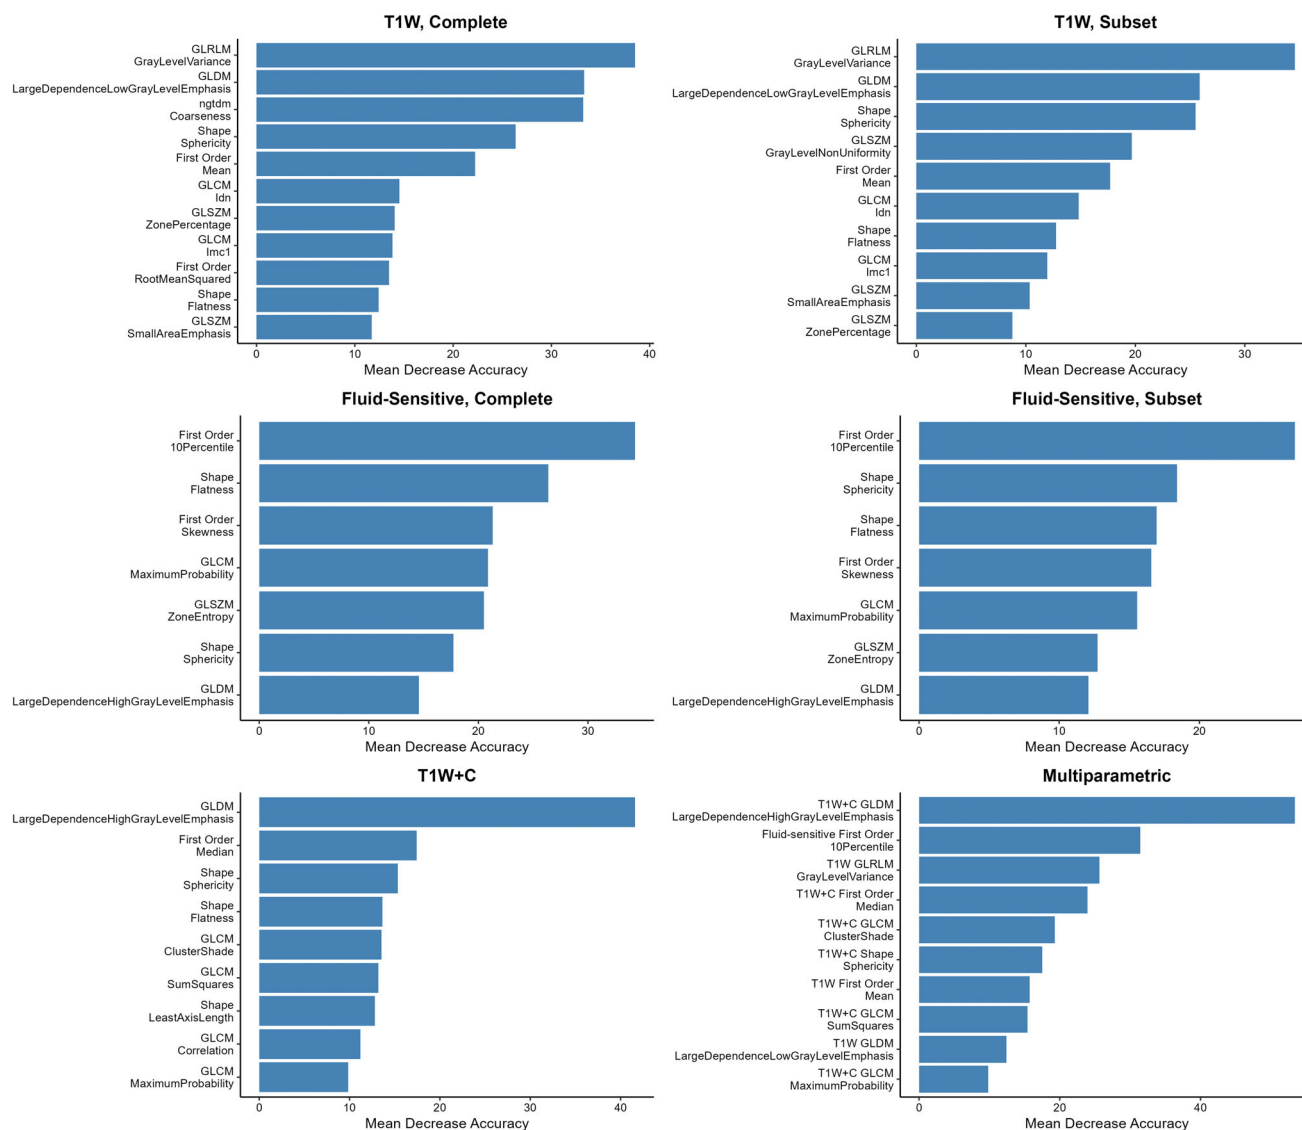 T1W, Complete
GLRLM
GrayLevelVariance
GLDM
LargeDependenceLowGrayLevelEmphasis
ngtdm
Coarseness
Shape
Sphericity
First Order
Mean
GLCM
Idn
GLSZM
ZonePercentage
GLCM
Imc1
First Order
RootMeanSquared
Shape
Flatness
GLSZM
SmallAreaEmphasis
0 10 20 30 40
Mean Decrease Accuracy
T1W, Subset
GLRLM
GrayLevelVariance
GLDM
LargeDependenceLowGrayLevelEmphasis
Shape
Sphericity
GLSZM
GrayLevelNonUniformity
First Order
Mean
GLCM
Idn
Shape
Flatness
GLCM
Imc1
GLSZM
SmallAreaEmphasis
GLSZM
ZonePercentage
0 10 20 30
Mean Decrease Accuracy
Fluid-Sensitive, Complete
First Order
10Percentile
Shape
Flatness
First Order
Skewness
GLCM
MaximumProbability
GLSZM
ZoneEntropy
Shape
Sphericity
GLDM
LargeDependenceHighGrayLevelEmphasis
0 10 20 30
Mean Decrease Accuracy
Fluid-Sensitive, Subset
First Order
10Percentile
Shape
Sphericity
Shape
Flatness
First Order
Skewness
GLCM
MaximumProbability
GLSZM
ZoneEntropy
GLDM
LargeDependenceHighGrayLevelEmphasis
0 10 20
Mean Decrease Accuracy
T1W+C
GLDM
LargeDependenceHighGrayLevelEmphasis
First Order
Median
Shape
Sphericity
Shape
Flatness
GLCM
ClusterShade
GLCM
SumSquares
Shape
LeastAxisLength
GLCM
Correlation
GLCM
MaximumProbability
0 10 20 30 40
Mean Decrease Accuracy
Multiparametric
T1W+C GLDM
LargeDependenceHighGrayLevelEmphasis
Fluid-sensitive First Order
10Percentile
T1W GLRLM
GrayLevelVariance
T1W+C First Order
Median
T1W+C GLCM
ClusterShade
T1W+C Shape
Sphericity
T1W First Order
Mean
T1W+C GLCM
SumSquares
T1W GLDM
LargeDependenceLowGrayLevelEmphasis
T1W+C GLCM
MaximumProbability
0 20 40
Mean Decrease Accuracy